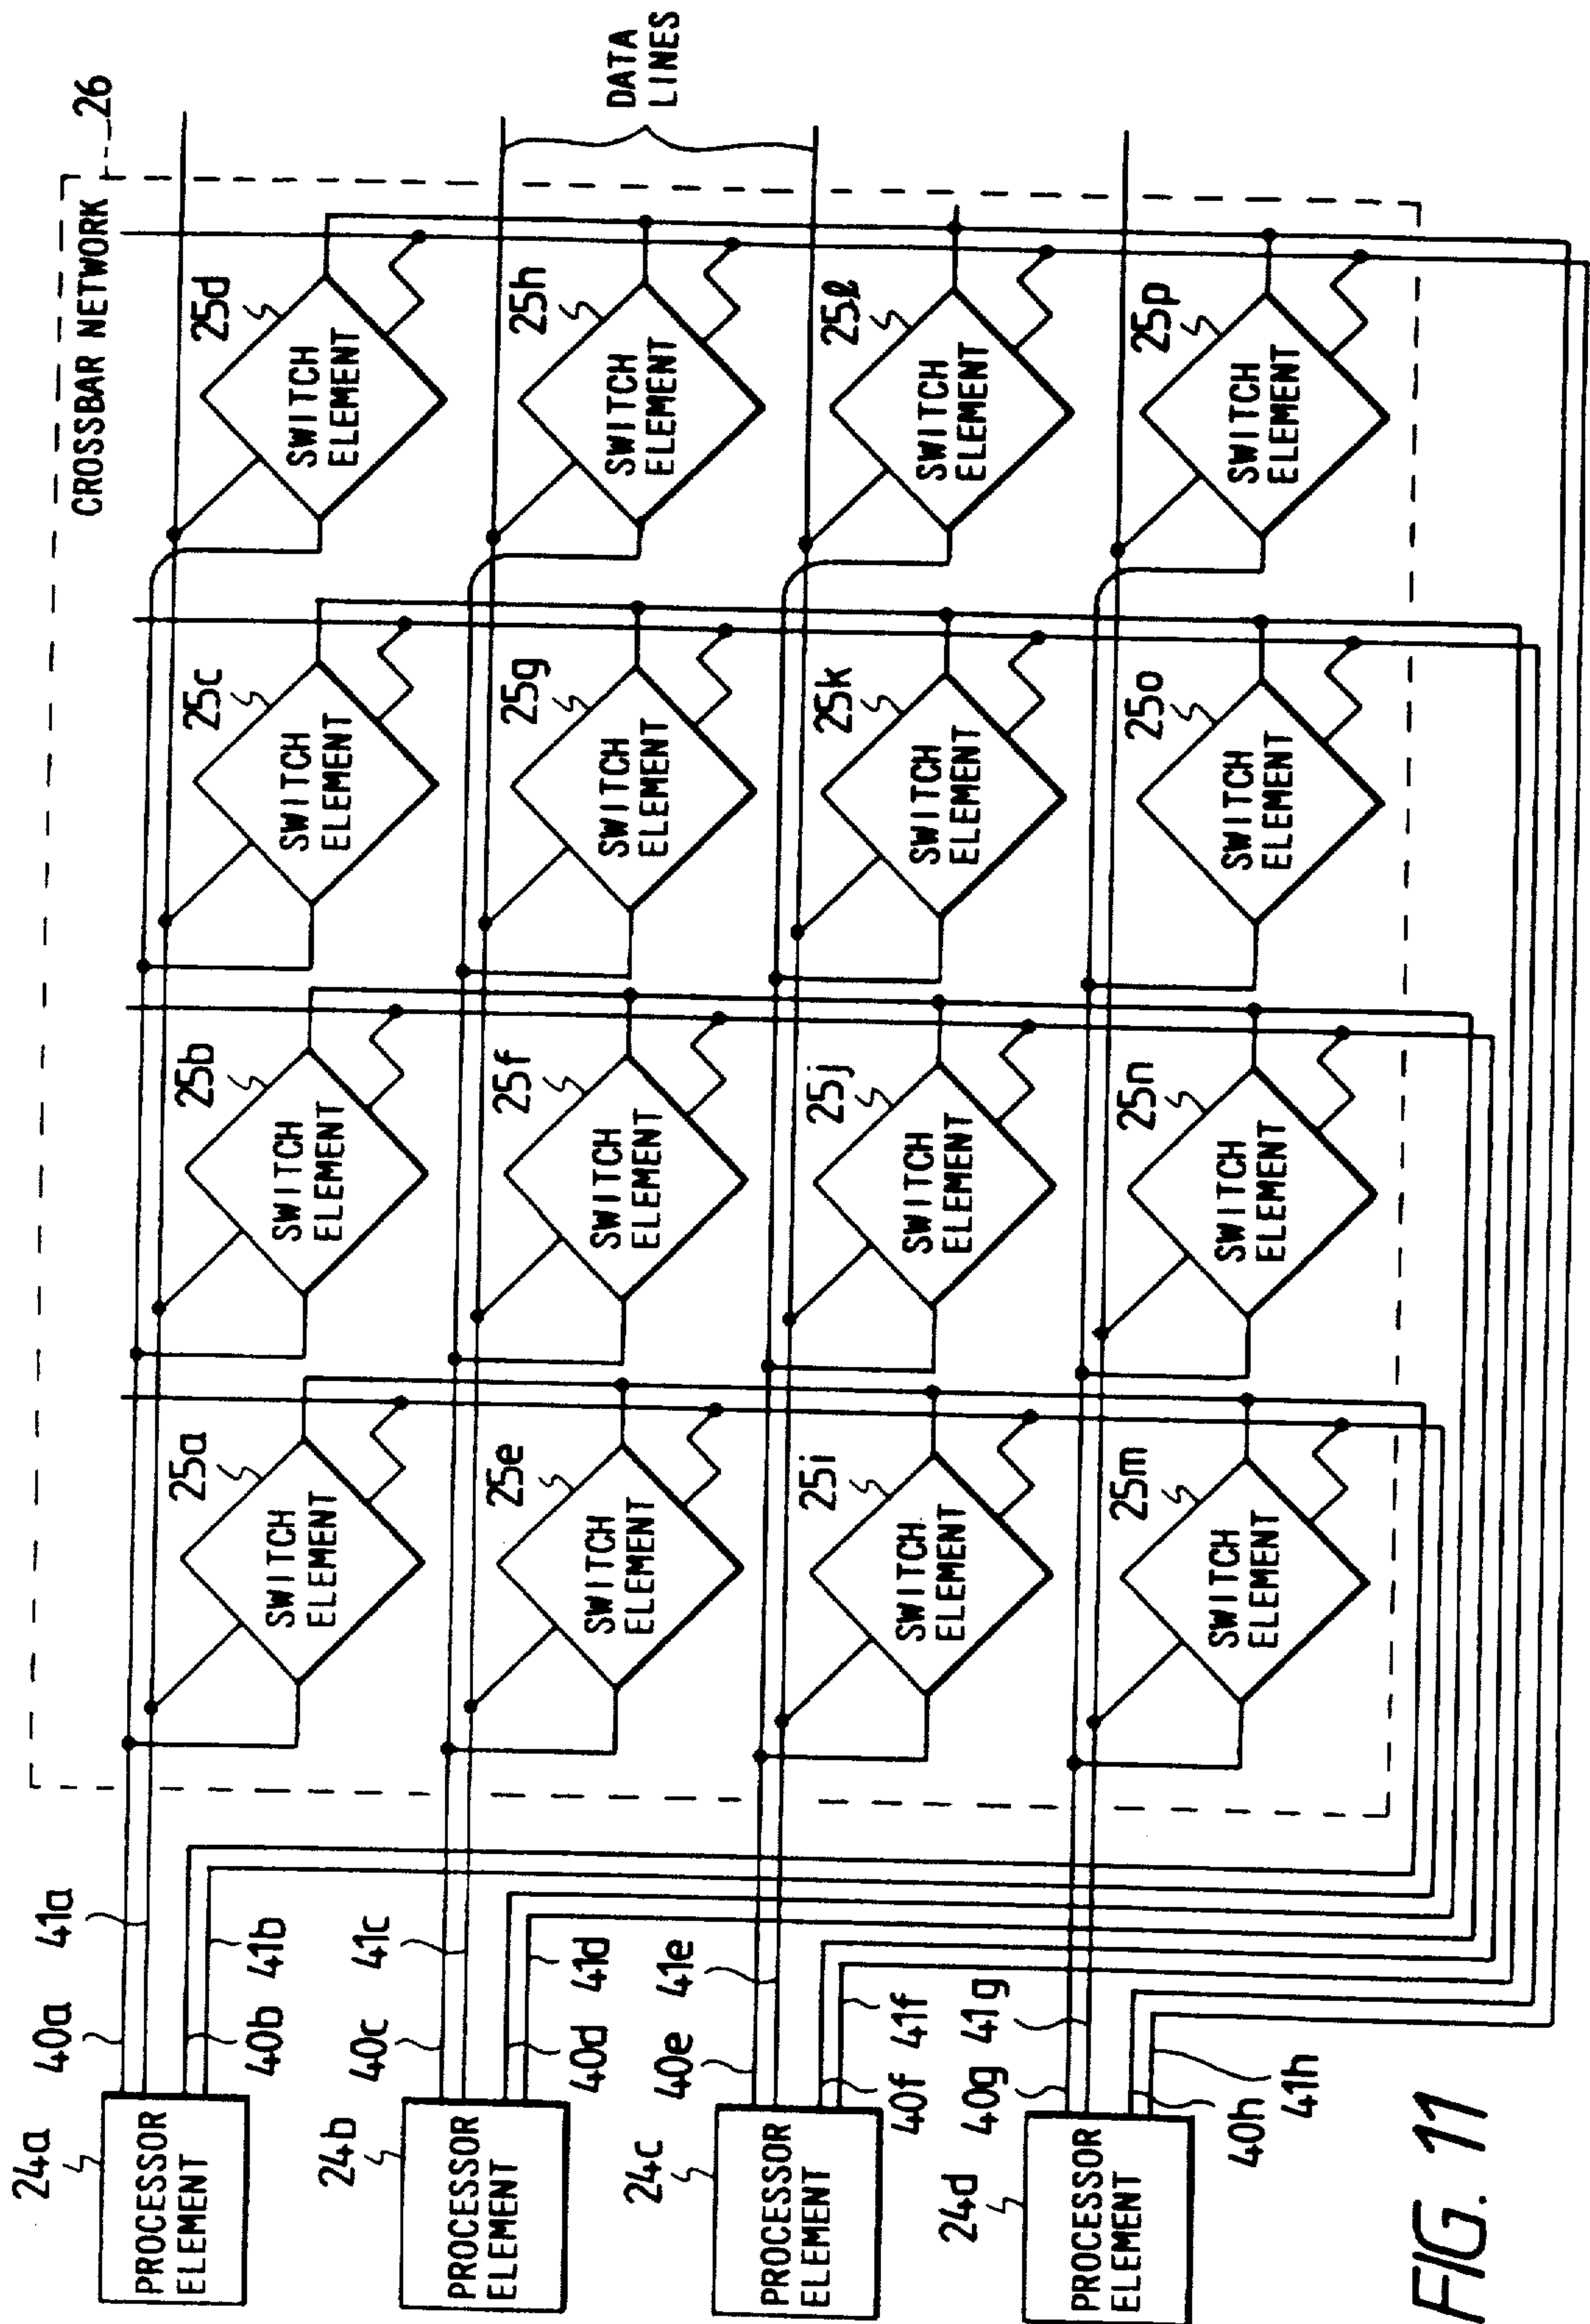 CROSSBAR NETWORK
26
DATA
LINES
24a
PROCESSOR
ELEMENT
40a
41a
40b
41b
25a
SWITCH
ELEMENT
25b
SWITCH
ELEMENT
25c
SWITCH
ELEMENT
25d
SWITCH
ELEMENT
24b
PROCESSOR
ELEMENT
40c
41c
40d
41d
25e
SWITCH
ELEMENT
25f
SWITCH
ELEMENT
25g
SWITCH
ELEMENT
25h
SWITCH
ELEMENT
24c
PROCESSOR
ELEMENT
40e
41e
40f
41f
25i
SWITCH
ELEMENT
25j
SWITCH
ELEMENT
25k
SWITCH
ELEMENT
25ℓ
SWITCH
ELEMENT
24d
PROCESSOR
ELEMENT
40g
41g
40h
41h
25m
SWITCH
ELEMENT
25n
SWITCH
ELEMENT
25o
SWITCH
ELEMENT
25p
SWITCH
ELEMENT
FIG. 11